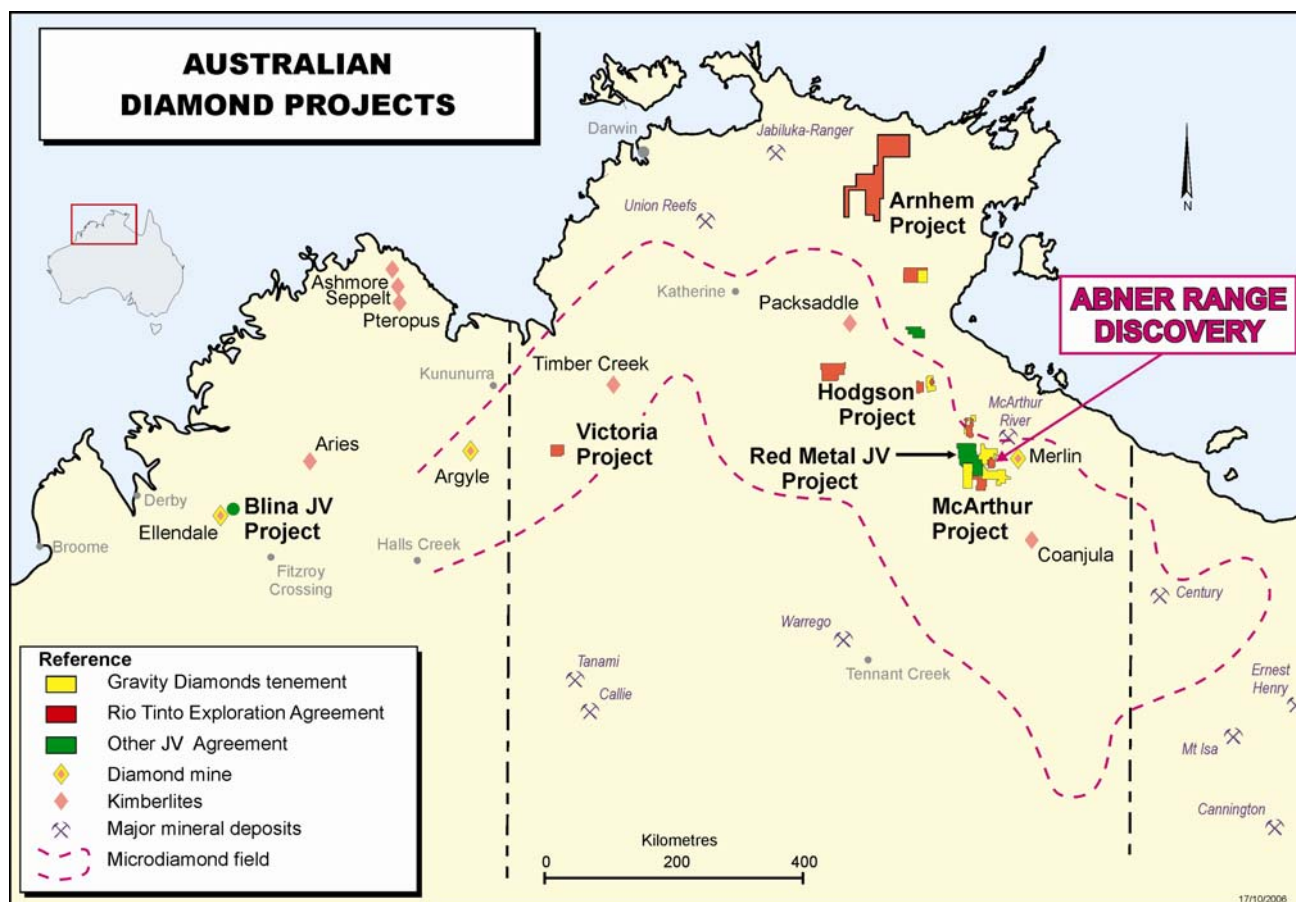 AUSTRALIAN
DIAMOND PROJECTS
Darwin
Jabiluka-Ranger
N
Arnhem
Project
Union Reefs
ABNER RANGE
DISCOVERY
Ashmore
Seppelt
Pteropus
Katherine
Packsaddle
Timber Creek
Kununurra
Hodgson
Project
McArthur
River
Victoria
Project
Aries
Argyle
Red Metal JV
Project
Merlin
Derby
Blina JV
Project
Ellendale
McArthur
Project
Broome
Halls Creek
Fitzroy
Crossing
Coanjula
Century
Warrego
Tennant Creek
Tanami
Callie
Ernest
Henry
Mt Isa
Cannington
Reference
Gravity Diamonds tenement
Rio Tinto Exploration Agreement
Other JV Agreement
Diamond mine
Kimberlites
Major mineral deposits
Microdiamond field
Kilometres
0 200 400
17/10/2006